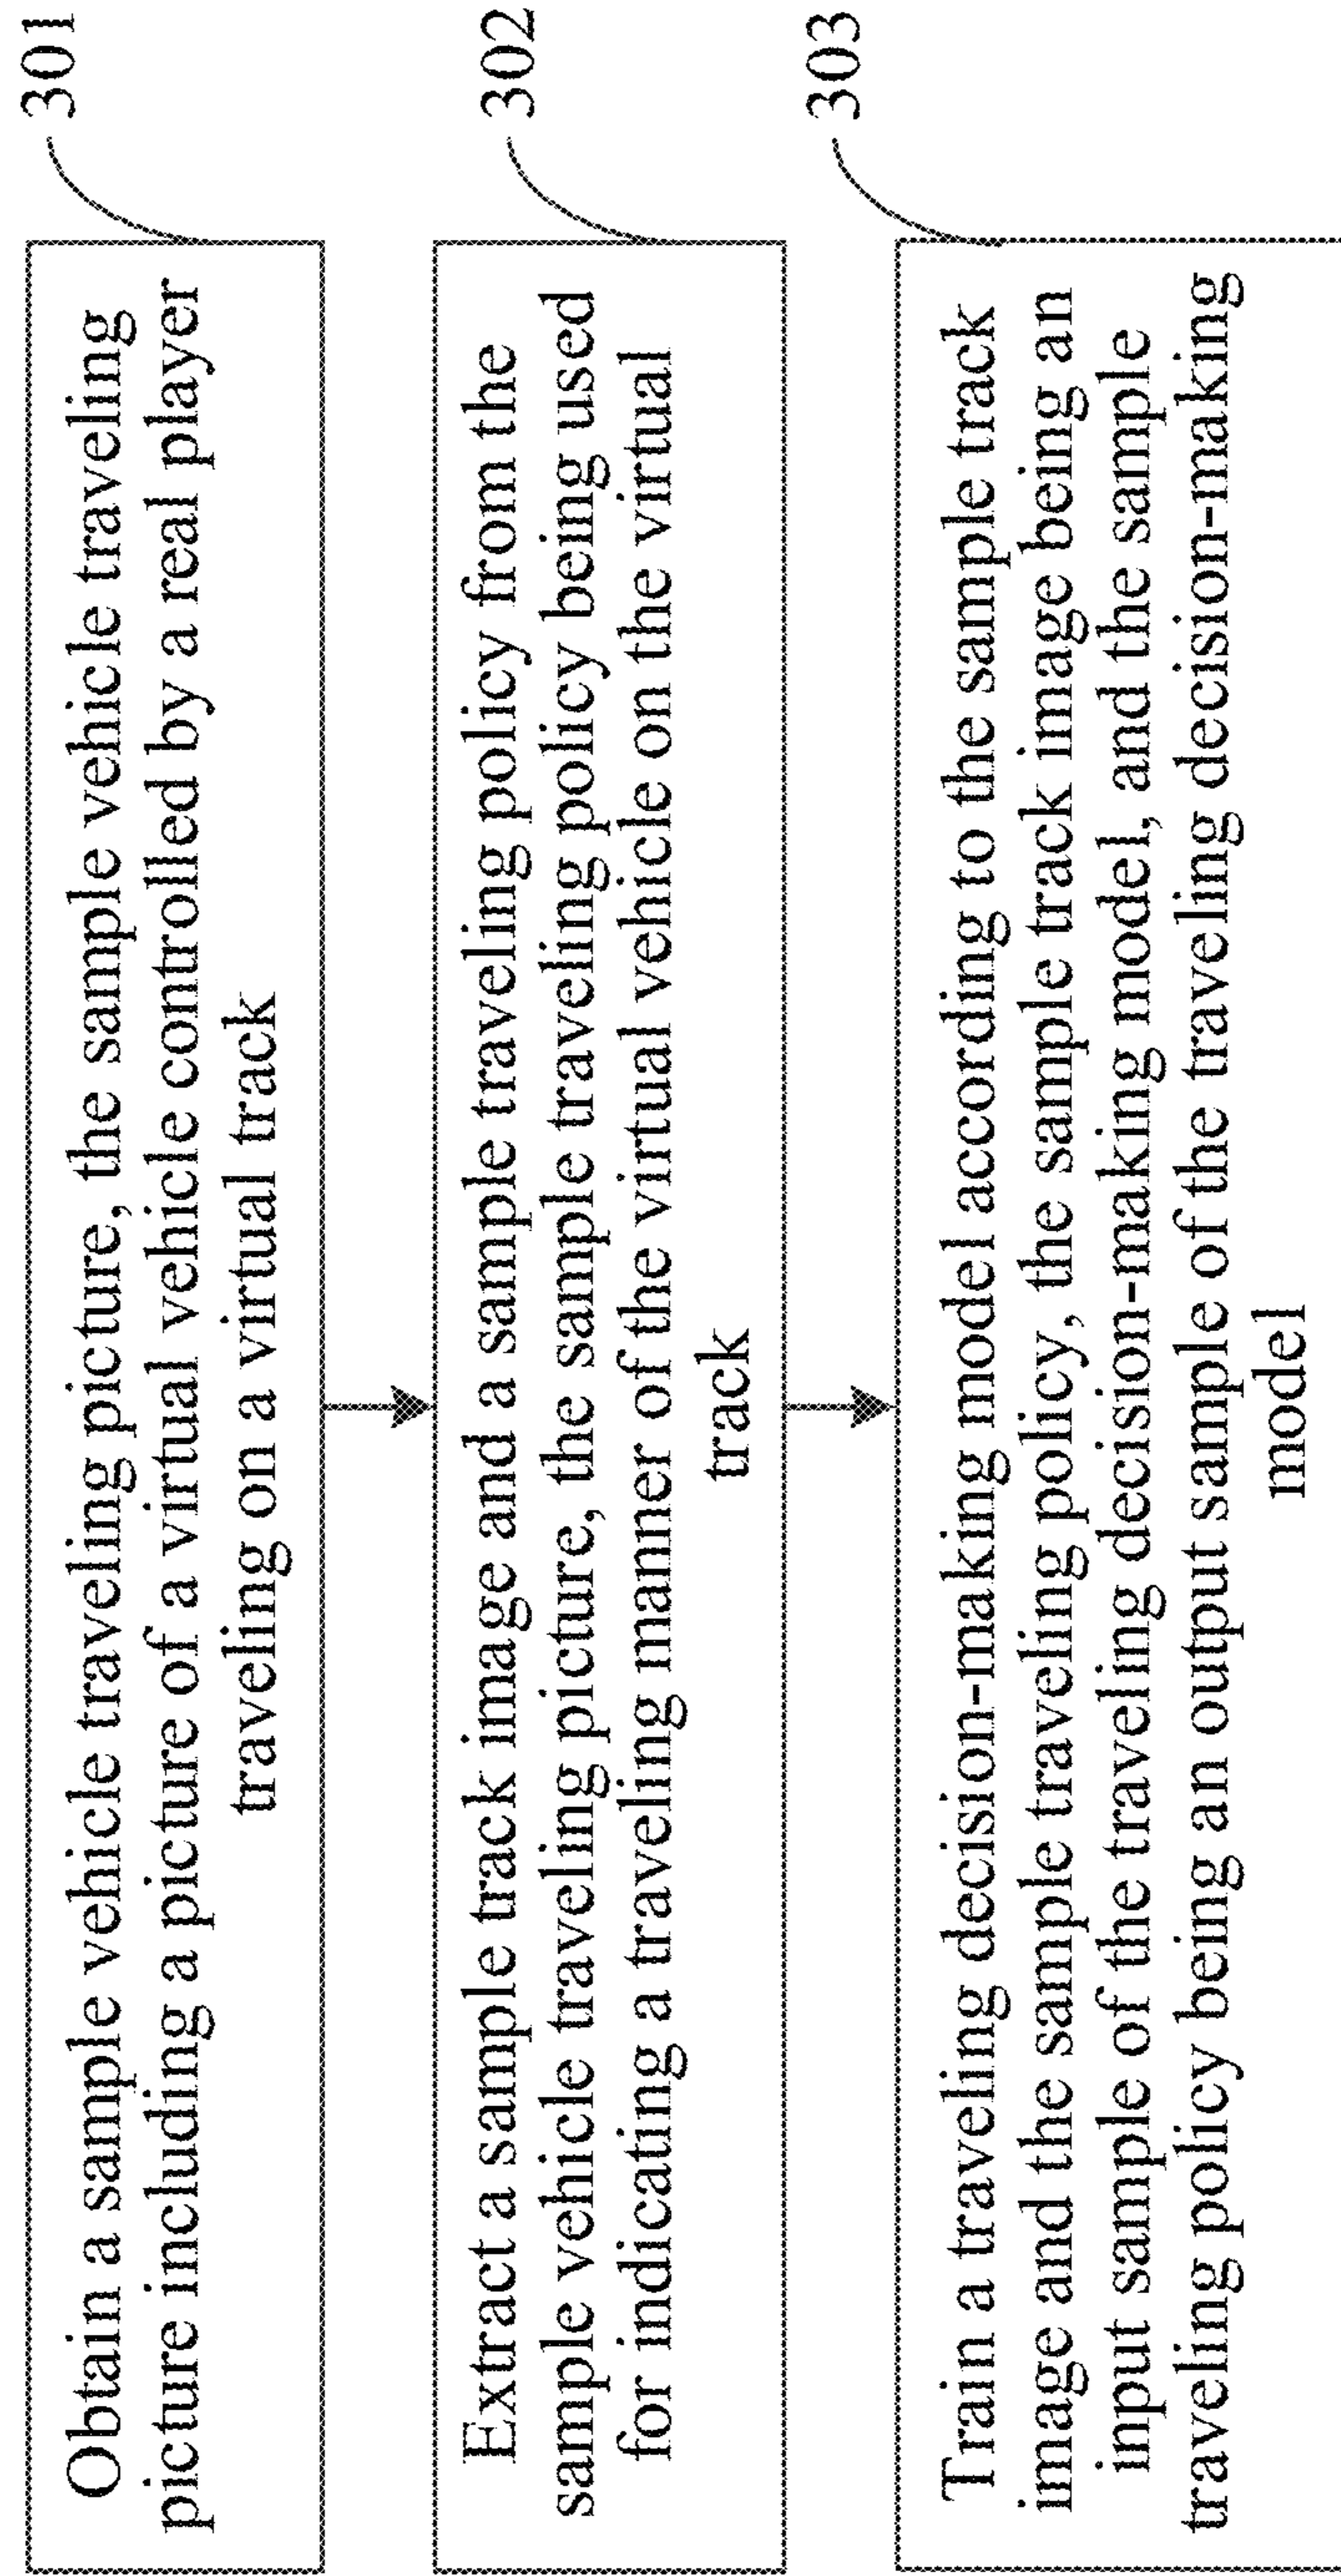 Obtain a sample vehicle traveling picture, the sample vehicle traveling
picture including a picture of a virtual vehicle controlled by a real player
traveling on a virtual track
301
Extract a sample track image and a sample traveling policy from the
sample vehicle traveling picture, the sample traveling policy being used
for indicating a traveling manner of the virtual vehicle on the virtual
track
302
Train a traveling decision-making model according to the sample track
image and the sample traveling policy, the sample track image being an
input sample of the traveling decision-making model, and the sample
traveling policy being an output sample of the traveling decision-making
model
303